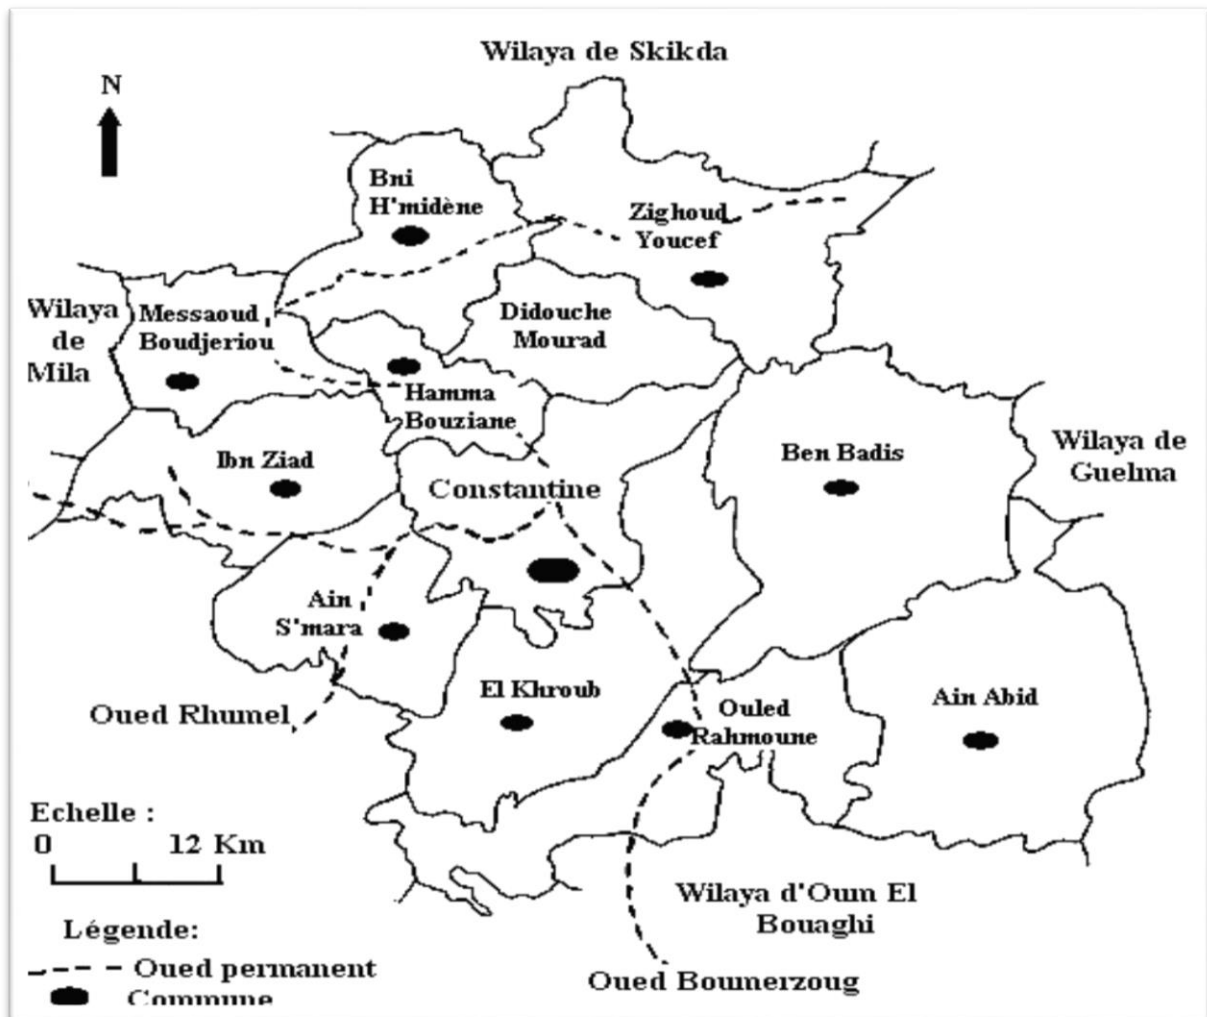 Wilaya de Skikda
N
Bni
H'midène
Zighoud
Youcef
Wilaya
de
Mila
Messaoud
Boudjeriou
Didouche
Mourad
Hamma
Bouziane
Ibn Ziad
Constantine
Ben Badis
Wilaya de
Guelma
Ain
S'mara
El Khroub
Ouled
Rahmoune
Ain Abid
Oued Rhumel
Echelle :
0 12 Km
Wilaya d'Oum El
Bouaghi
Légende:
Oued permanent
Commune
Oued Boumerzoug